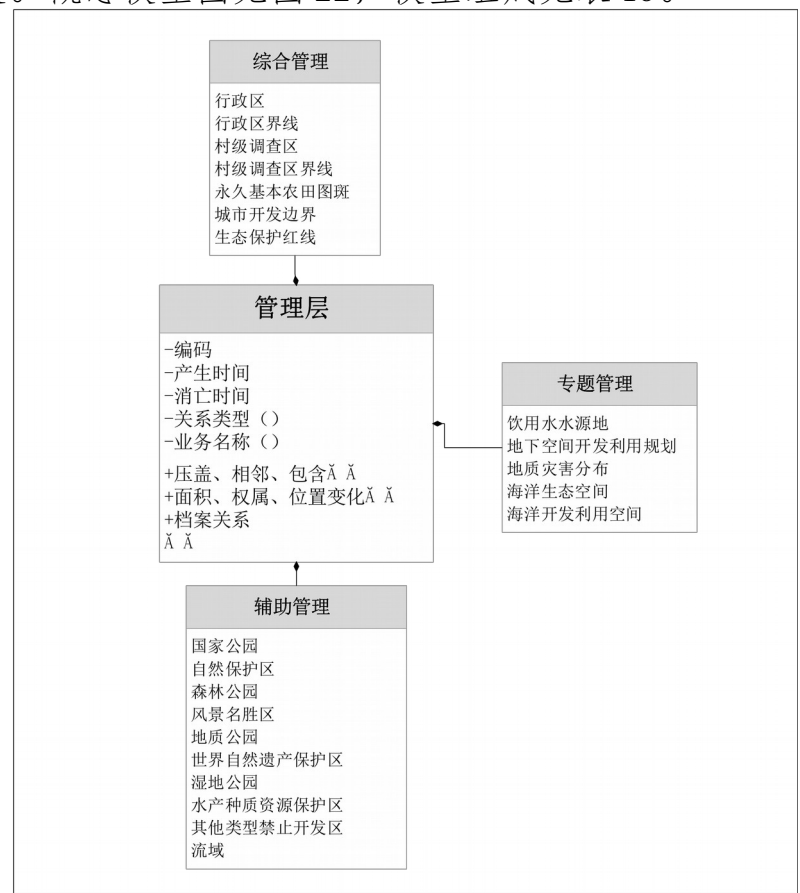 综合管理
行政区
行政区界线
村级调查区
村级调查区界线
永久基本农田图斑
城市开发边界
生态保护红线
管理层
-编码
-产生时间
-消亡时间
-关系类型（）
-业务名称（）
+压盖、相邻、包含Ă Ă
+面积、权属、位置变化Ă Ă
+档案关系
Ă Ă
专题管理
饮用水水源地
地下空间开发利用规划
地质灾害分布
海洋生态空间
海洋开发利用空间
辅助管理
国家公园
自然保护区
森林公园
风景名胜区
地质公园
世界自然遗产保护区
湿地公园
水产种质资源保护区
其他类型禁止开发区
流域